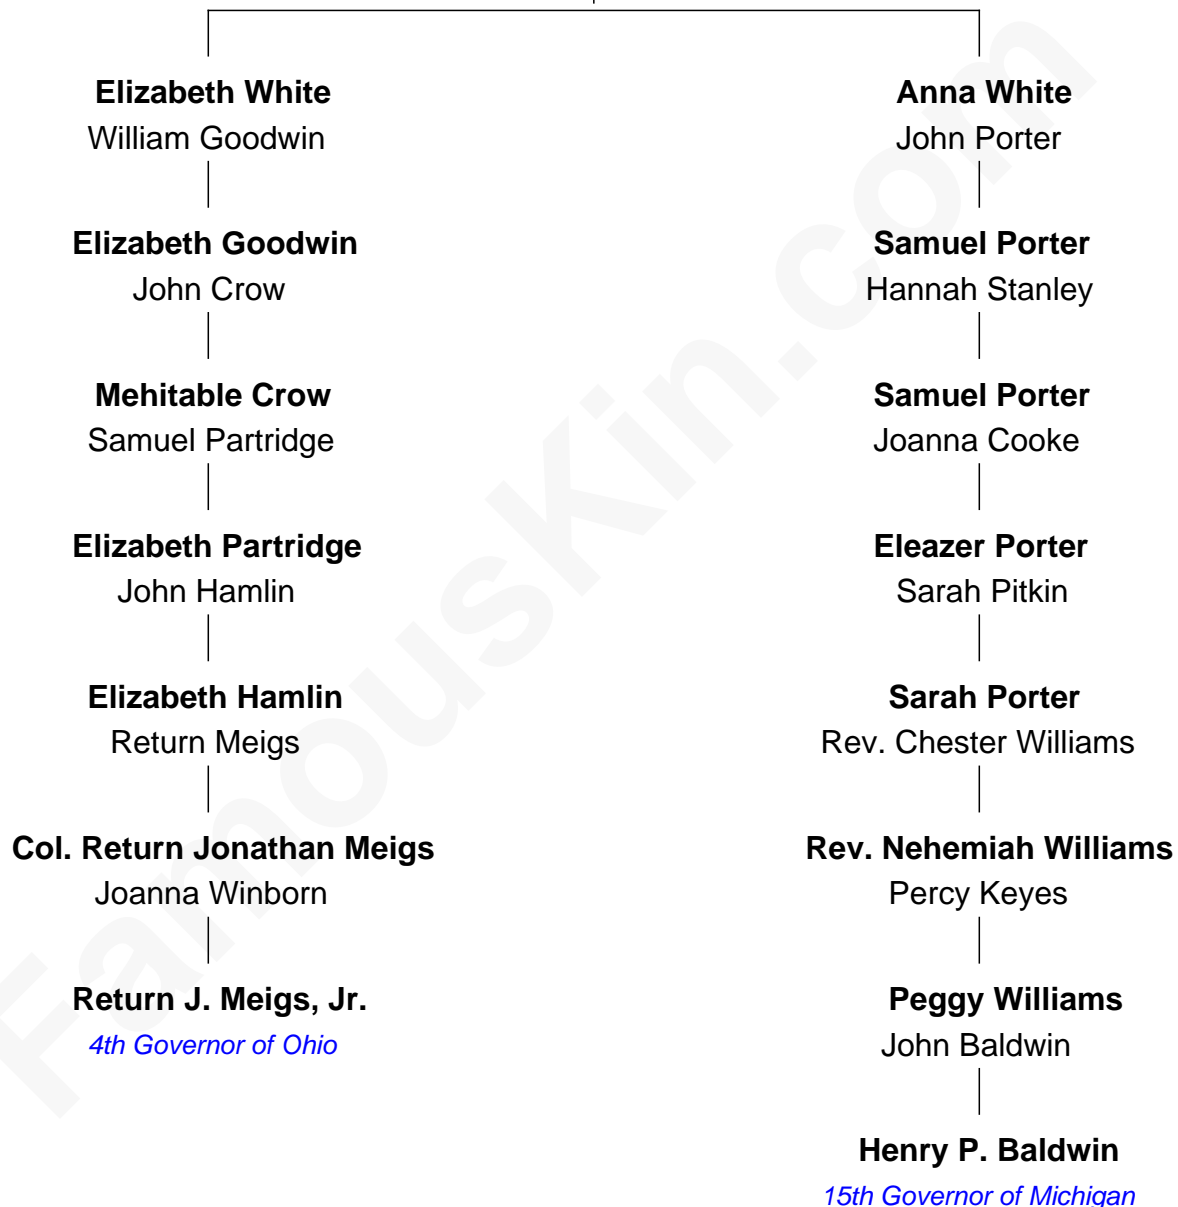 Elizabeth White
William Goodwin
Elizabeth Goodwin
John Crow
Mehitable Crow
Samuel Partridge
Elizabeth Partridge
John Hamlin
Elizabeth Hamlin
Return Meigs
Col. Return Jonathan Meigs
Joanna Winborn
Return J. Meigs, Jr.
4th Governor of Ohio
Anna White
John Porter
Samuel Porter
Hannah Stanley
Samuel Porter
Joanna Cooke
Eleazer Porter
Sarah Pitkin
Sarah Porter
Rev. Chester Williams
Rev. Nehemiah Williams
Percy Keyes
Peggy Williams
John Baldwin
Henry P. Baldwin
15th Governor of Michigan
FamousKin.com